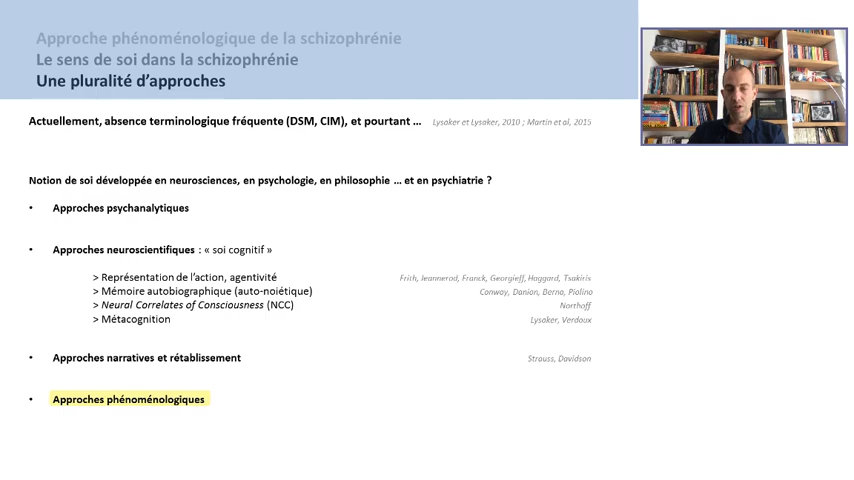 Approche phénoménologique de la schizophrénie
Le sens de soi dans la schizophrénie
Une pluralité d'approches
Actuellement, absence terminologique fréquente (DSM, CIM), et pourtant ... Lysaker et Lysaker, 2010 ; Martin et al, 2015
Notion de soi développée en neurosciences, en psychologie, en philosophie ... et en psychiatrie ?
• Approches psychanalytiques
• Approches neuroscientifiques : « soi cognitif »
> Représentation de l'action, agentivité Frith, Jeannerod, Franck, Georgieff, Haggard, Tsakiris
> Mémoire autobiographique (auto-noiétique) Conway, Danion, Berna, Piolino
> Neural Correlates of Consciousness (NCC) Northoff
> Métacognition Lysaker, Verdoux
• Approches narratives et rétablissement Strauss, Davidson
• Approches phénoménologiques